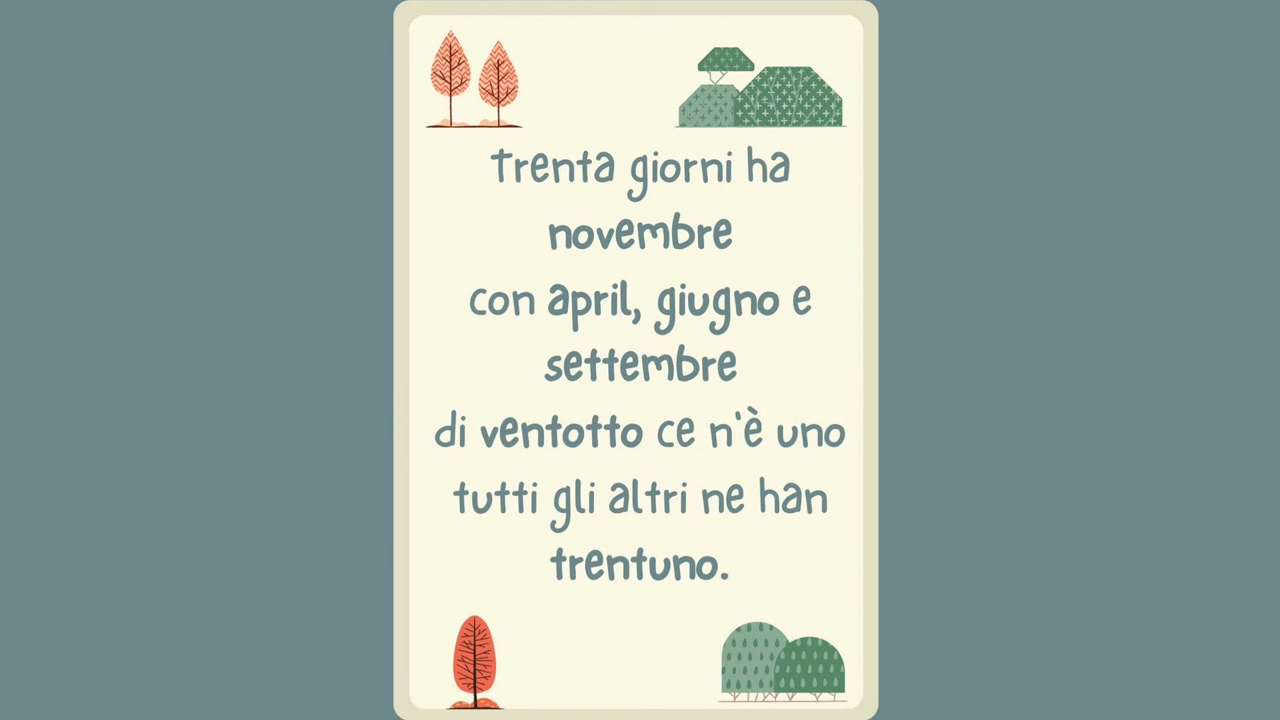 Trenta giorni ha
novembre
con april, giugno e
settembre
di ventotto ce n'è uno
tutti gli altri ne han
trentuno.